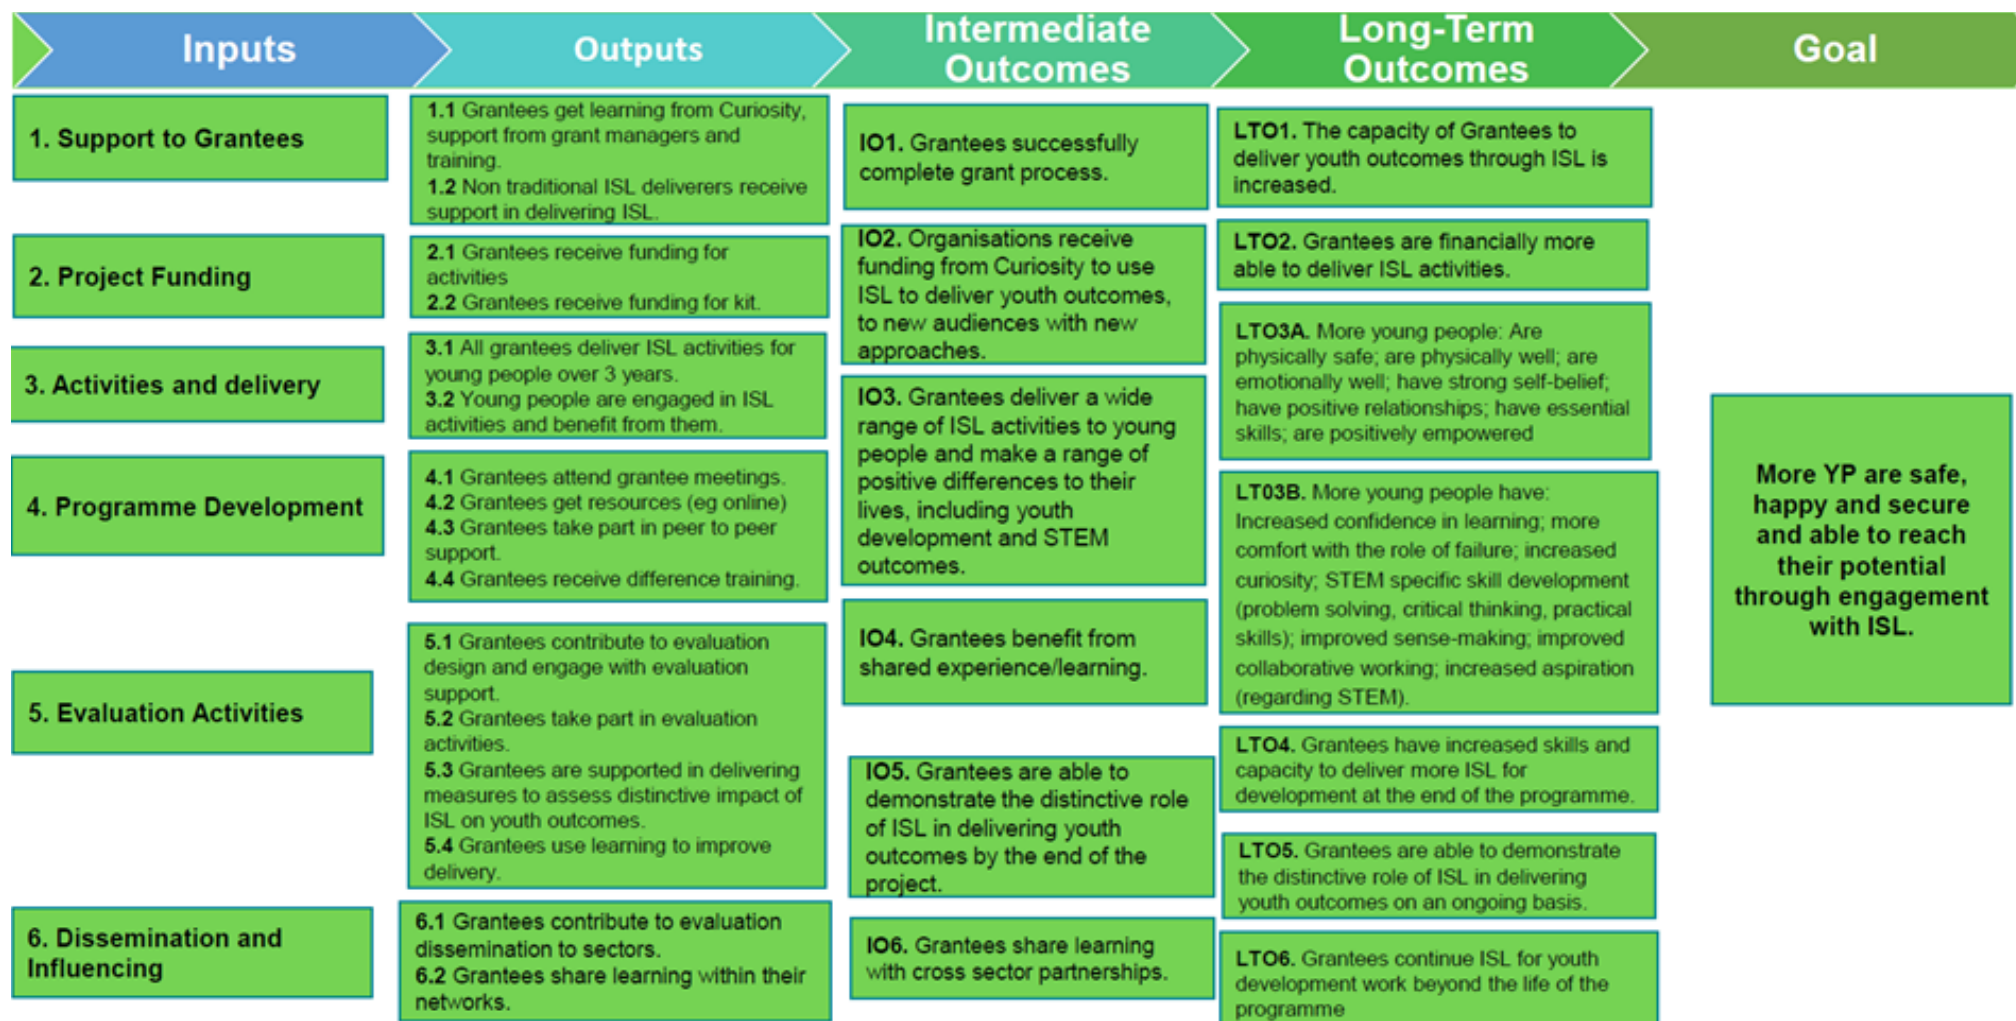 Inputs
Outputs
Intermediate
Outcomes
Long-Term
Outcomes
Goal
1. Support to Grantees
2. Project Funding
3. Activities and delivery
4. Programme Development
5. Evaluation Activities
6. Dissemination and
Influencing
1.1 Grantees get learning from Curiosity,
support from grant managers and
training.
1.2 Non traditional ISL deliverers receive
support in delivering ISL.
2.1 Grantees receive funding for
activities
2.2 Grantees receive funding for kit.
3.1 All grantees deliver ISL activities for
young people over 3 years.
3.2 Young people are engaged in ISL
activities and benefit from them.
4.1 Grantees attend grantee meetings.
4.2 Grantees get resources (eg online)
4.3 Grantees take part in peer to peer
support.
4.4 Grantees receive difference training.
5.1 Grantees contribute to evaluation
design and engage with evaluation
support.
5.2 Grantees take part in evaluation
activities.
5.3 Grantees are supported in delivering
measures to assess distinctive impact of
ISL on youth outcomes.
5.4 Grantees use learning to improve
delivery.
6.1 Grantees contribute to evaluation
dissemination to sectors.
6.2 Grantees share learning within their
networks.
IO1. Grantees successfully
complete grant process.
IO2. Organisations receive
funding from Curiosity to use
ISL to deliver youth outcomes,
to new audiences with new
approaches.
IO3. Grantees deliver a wide
range of ISL activities to young
people and make a range of
positive differences to their
lives, including youth
development and STEM
outcomes.
IO4. Grantees benefit from
shared experience/learning.
IO5. Grantees are able to
demonstrate the distinctive role
of ISL in delivering youth
outcomes by the end of the
project.
IO6. Grantees share learning
with cross sector partnerships.
LTO1. The capacity of Grantees to
deliver youth outcomes through ISL is
increased.
LTO2. Grantees are financially more
able to deliver ISL activities.
LTO3A. More young people: Are
physically safe; are physically well; are
emotionally well; have strong self-belief;
have positive relationships; have essential
skills; are positively empowered
LT03B. More young people have:
Increased confidence in learning; more
comfort with the role of failure; increased
curiosity; STEM specific skill development
(problem solving, critical thinking, practical
skills); improved sense-making; improved
collaborative working; increased aspiration
(regarding STEM).
LTO4. Grantees have increased skills and
capacity to deliver more ISL for
development at the end of the programme.
LTO5. Grantees are able to demonstrate
the distinctive role of ISL in delivering
youth outcomes on an ongoing basis.
LTO6. Grantees continue ISL for youth
development work beyond the life of the
programme
More YP are safe,
happy and secure
and able to reach
their potential
through engagement
with ISL.